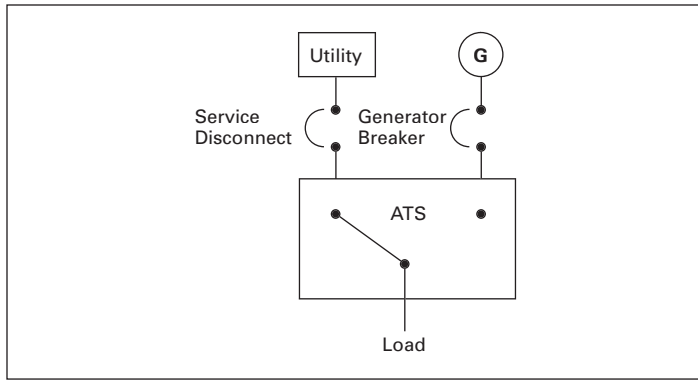 Utility
G
Service
Disconnect
Generator
Breaker
ATS
Load